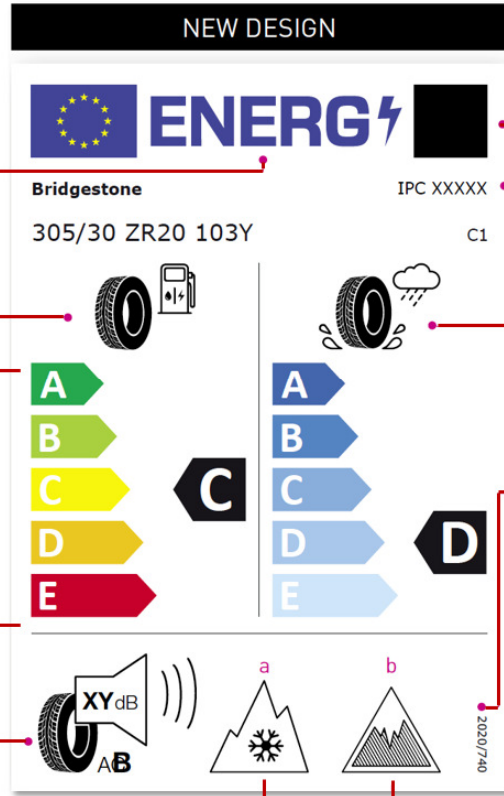 NEW DESIGN
ENERG
Bridgestone
IPC XXXXX
305/30 ZR20 103Y
C1
A
B
C
D
E
C
A
B
C
D
E
D
XYdB
ABC
a
b
2020/740